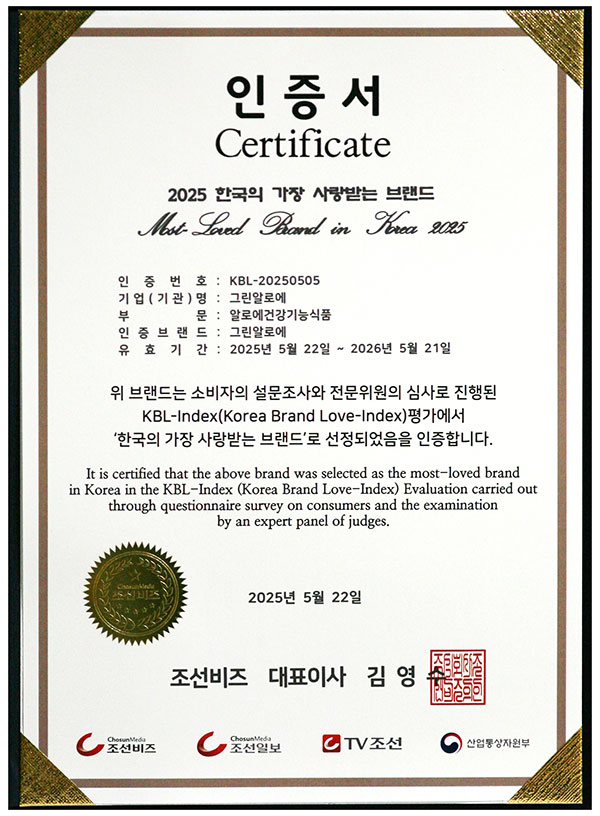 인 증 서
Certificate
2025 한국의 가장 사랑받는 브랜드
Most-Loved Brand in Korea 2025
인 증 번 호 : KBL-20250505
기업(기관)명 : 그린알로에
부 문 : 알로에건강기능식품
인증브랜드 : 그린알로에
유 효 기 간 : 2025년 5월 22일 ~ 2026년 5월 21일
위 브랜드는 소비자의 설문조사와 전문위원의 심사로 진행된
KBL-Index(Korea Brand Love-Index)평가에서
‘한국의 가장 사랑받는 브랜드’로 선정되었음을 인증합니다.
It is certified that the above brand was selected as the most-loved brand
in Korea in the KBL-Index (Korea Brand Love-Index) Evaluation carried out
through questionnaire survey on consumers and the examination
by an expert panel of judges.
ChosunMedia
조선비즈
2025년 5월 22일
조선비즈 대표이사 김 영 수
ChosunMedia
조선비즈
ChosunMedia
조선일보
TV조선
산업통상자원부